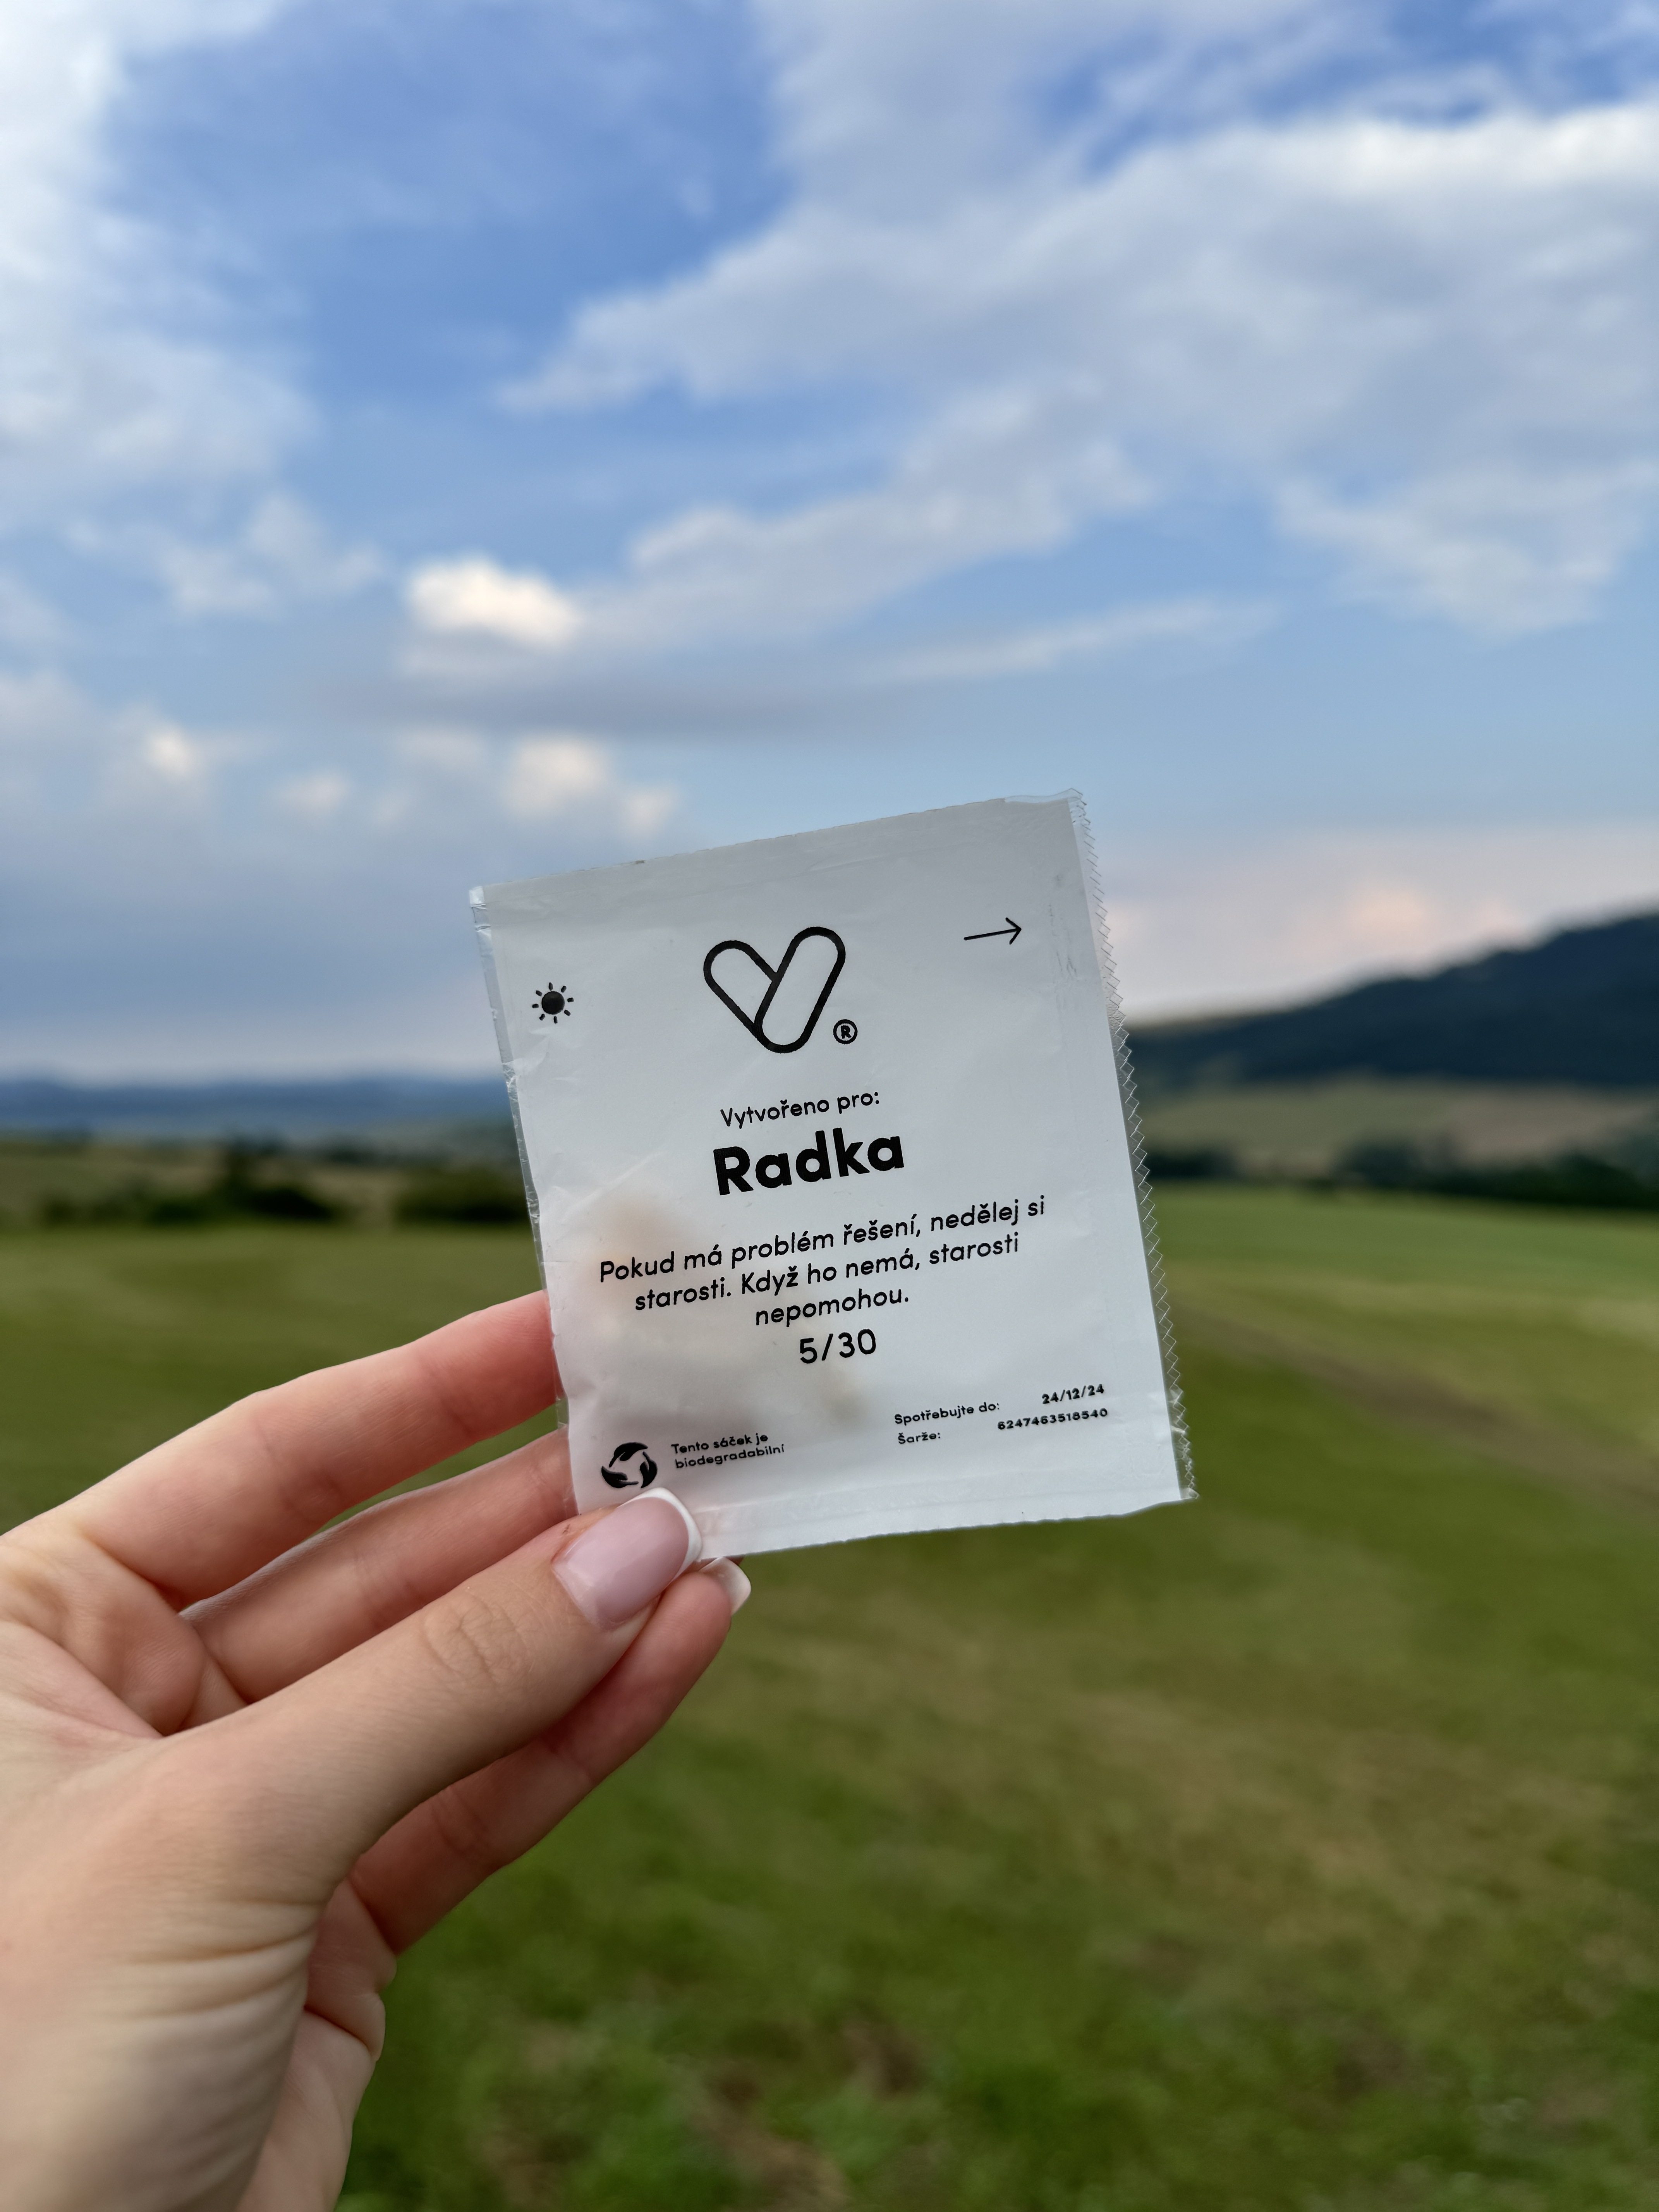 ®
Vytvořeno pro:
Radka
Pokud má problém řešení, nedělej si
starosti. Když ho nemá, starosti
nepomohou.
5/30
Tento sáček je
biodegradabilní
Spotřebujte do: 24/12/24
Šarže: 6247463518540